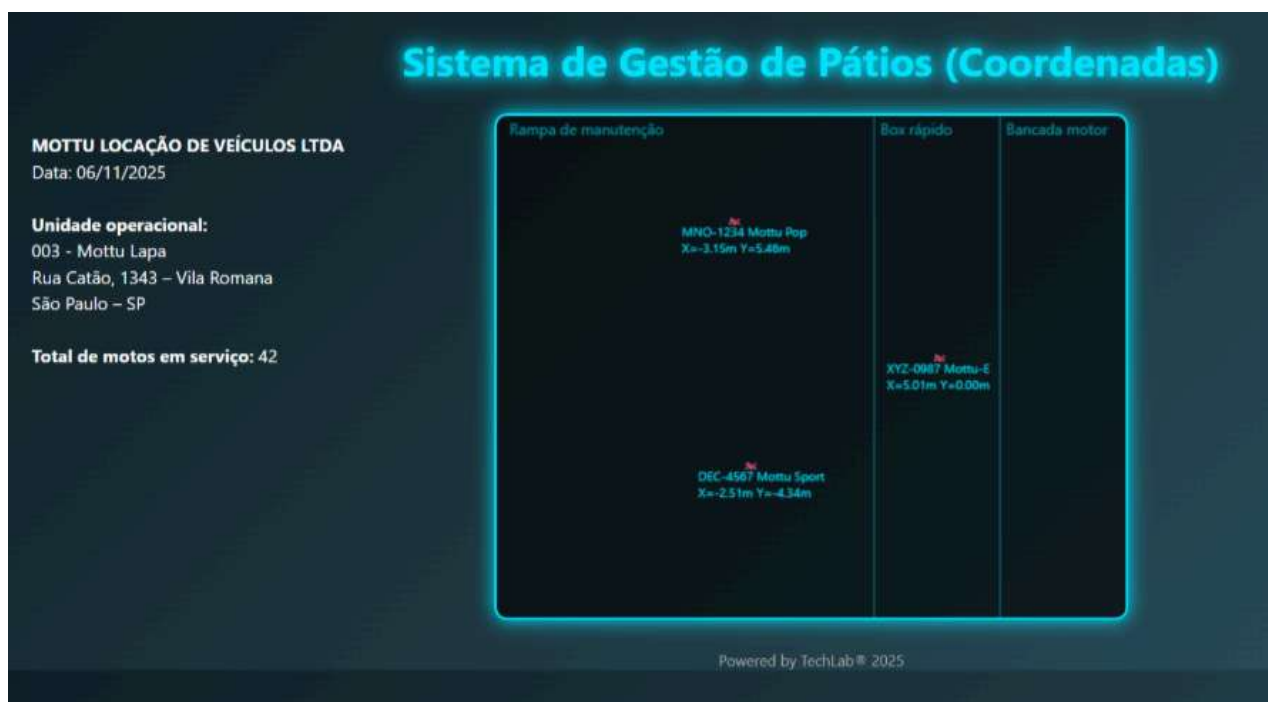 Sistema de Gestão de Pátios (Coordenadas)
MOTTU LOCAÇÃO DE VEÍCULOS LTDA
Data: 06/11/2025
Unidade operacional:
003 - Mottu Lapa
Rua Catão, 1343 – Vila Romana
São Paulo – SP
Total de motos em serviço: 42
Rampa de manutenção
Box rápido
Bancada motor
MNO-1234 Mottu Pop
X=-3.15m Y=5.46m
XYZ-0987 Mottu-E
X=5.01m Y=0.00m
DEC-4567 Mottu Sport
X=-2.51m Y=-4.34m
Powered by TechLab® 2025